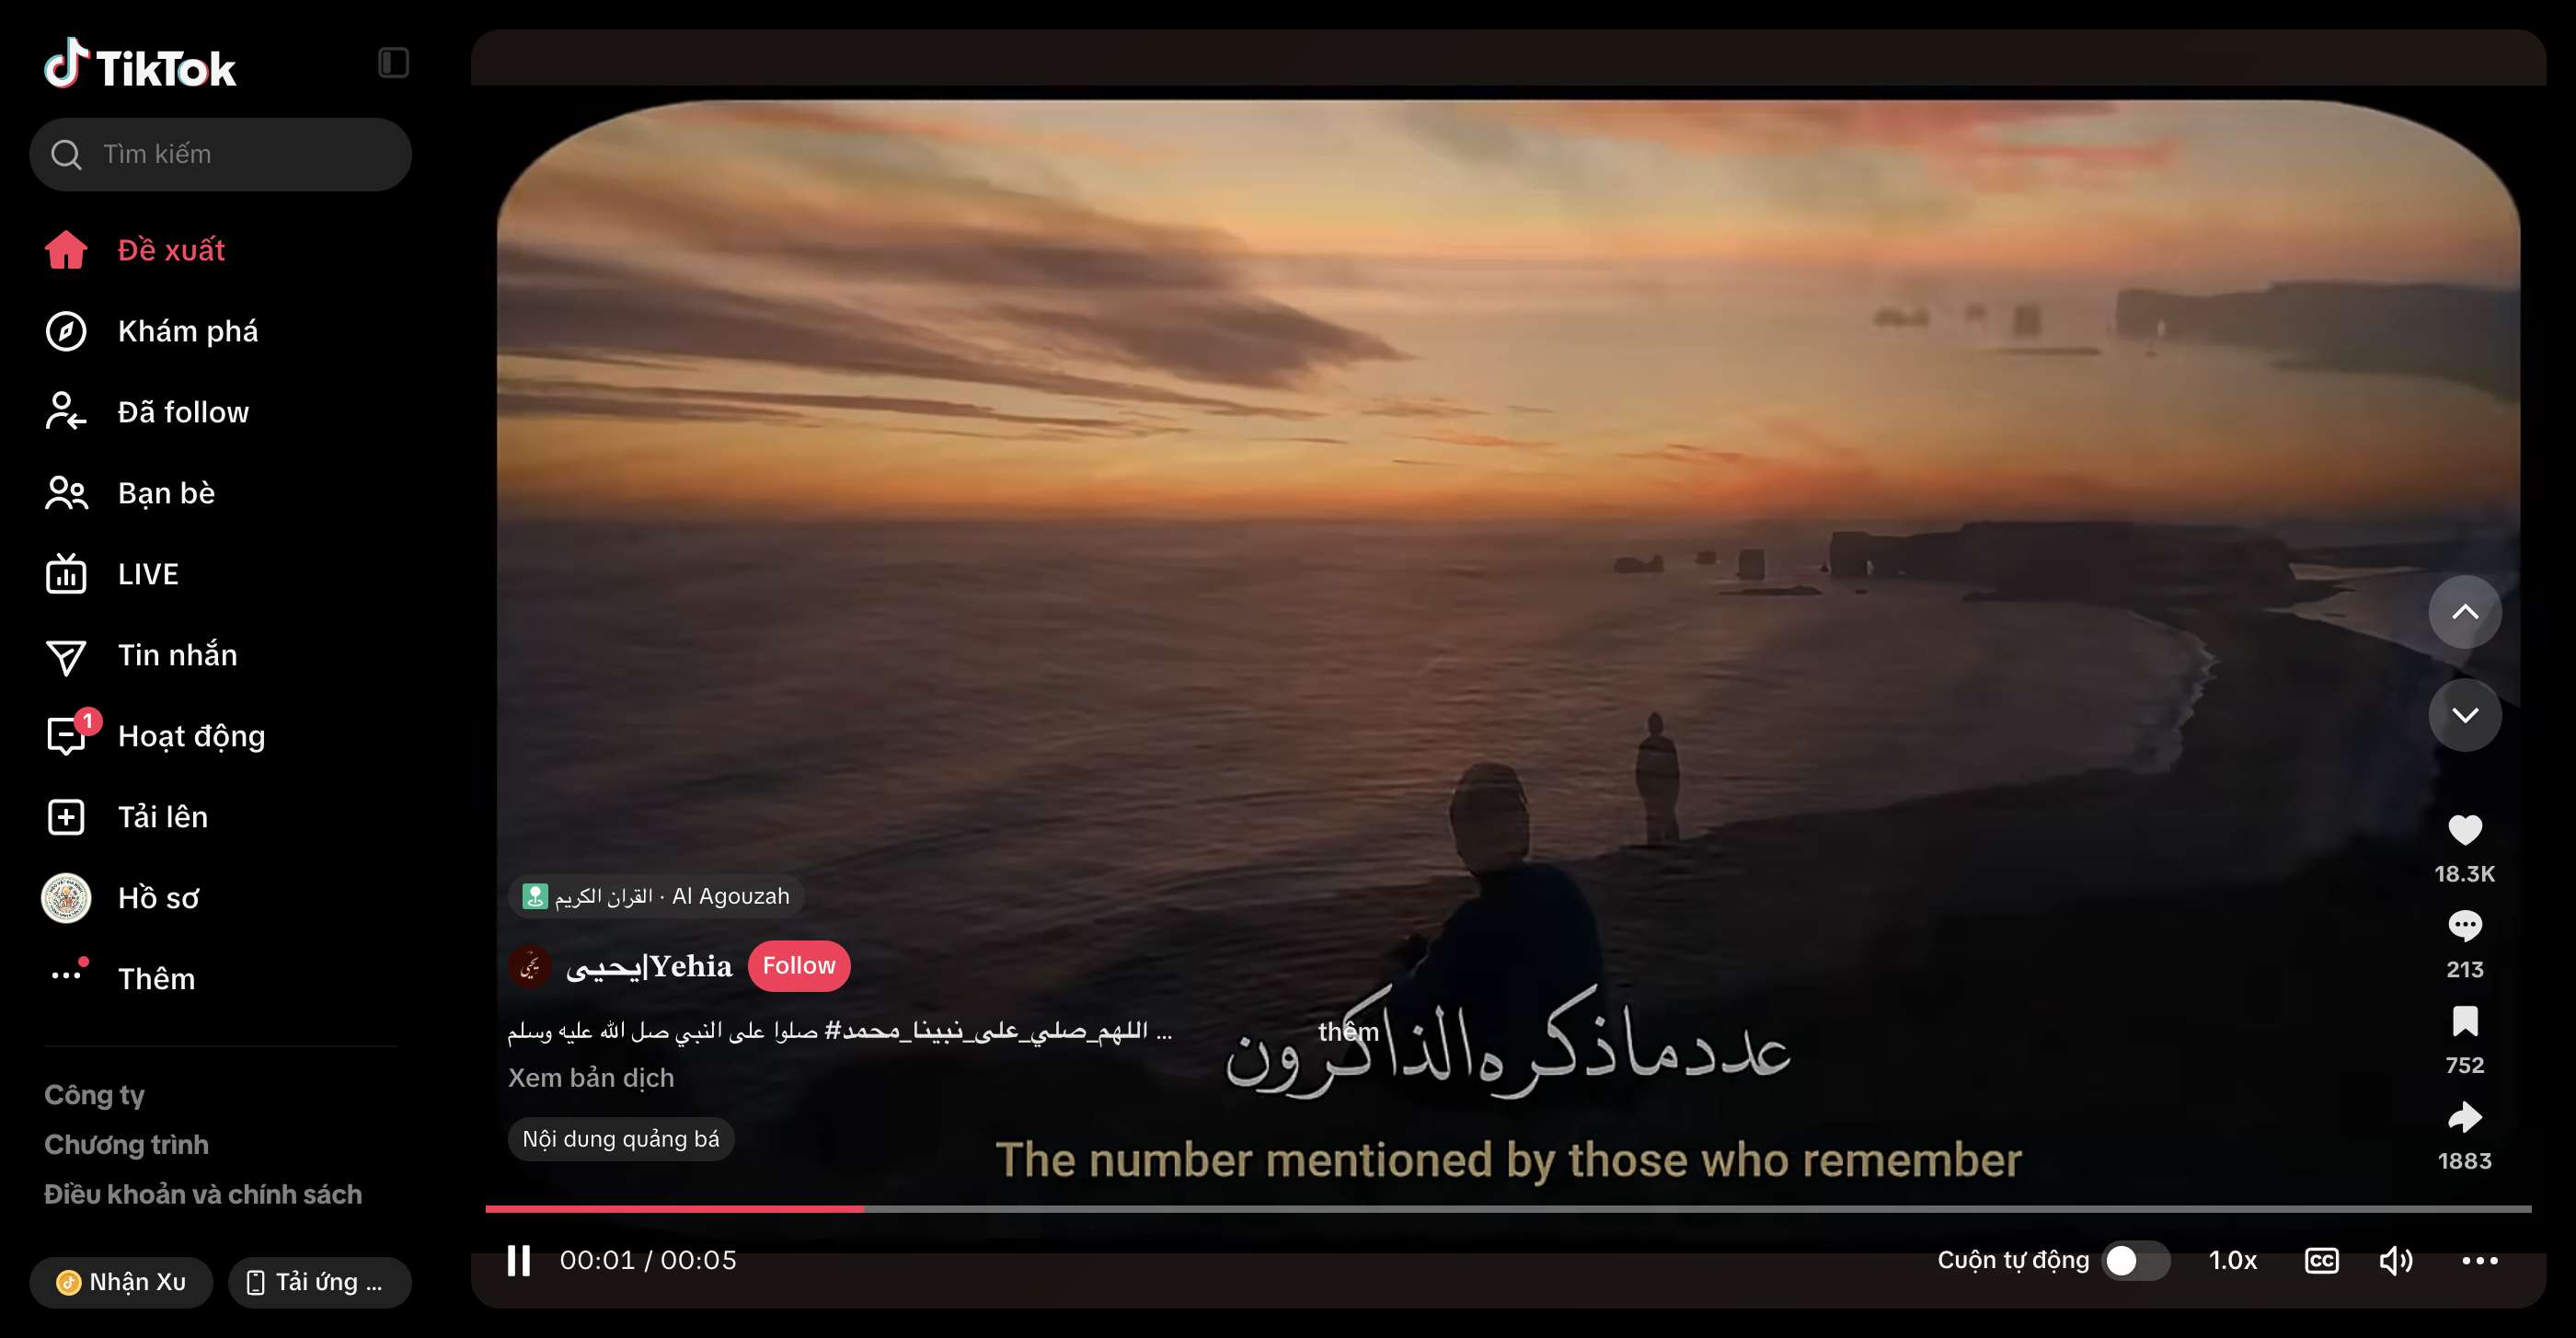 TikTok
Tìm kiếm
Đề xuất
Khám phá
Đã follow
Bạn bè
LIVE
Tin nhắn
1
Hoạt động
Tải lên
Hồ sơ
Thêm
Công ty
Chương trình
Điều khoản và chính sách
Nhận Xu
Tải ứng ...
القران الكريم · Al Agouzah
يحيى|Yehia
Follow
صلوا على النبي صل الله عليه وسلم #اللهم_صلي_على_نبينا_محمد ...
thêm
Xem bản dịch
Nội dung quảng bá
عدد ماذكره الذاكرون
The number mentioned by those who remember
18.3K
213
752
1883
00:01 / 00:05
Cuộn tự động
1.0x
CC